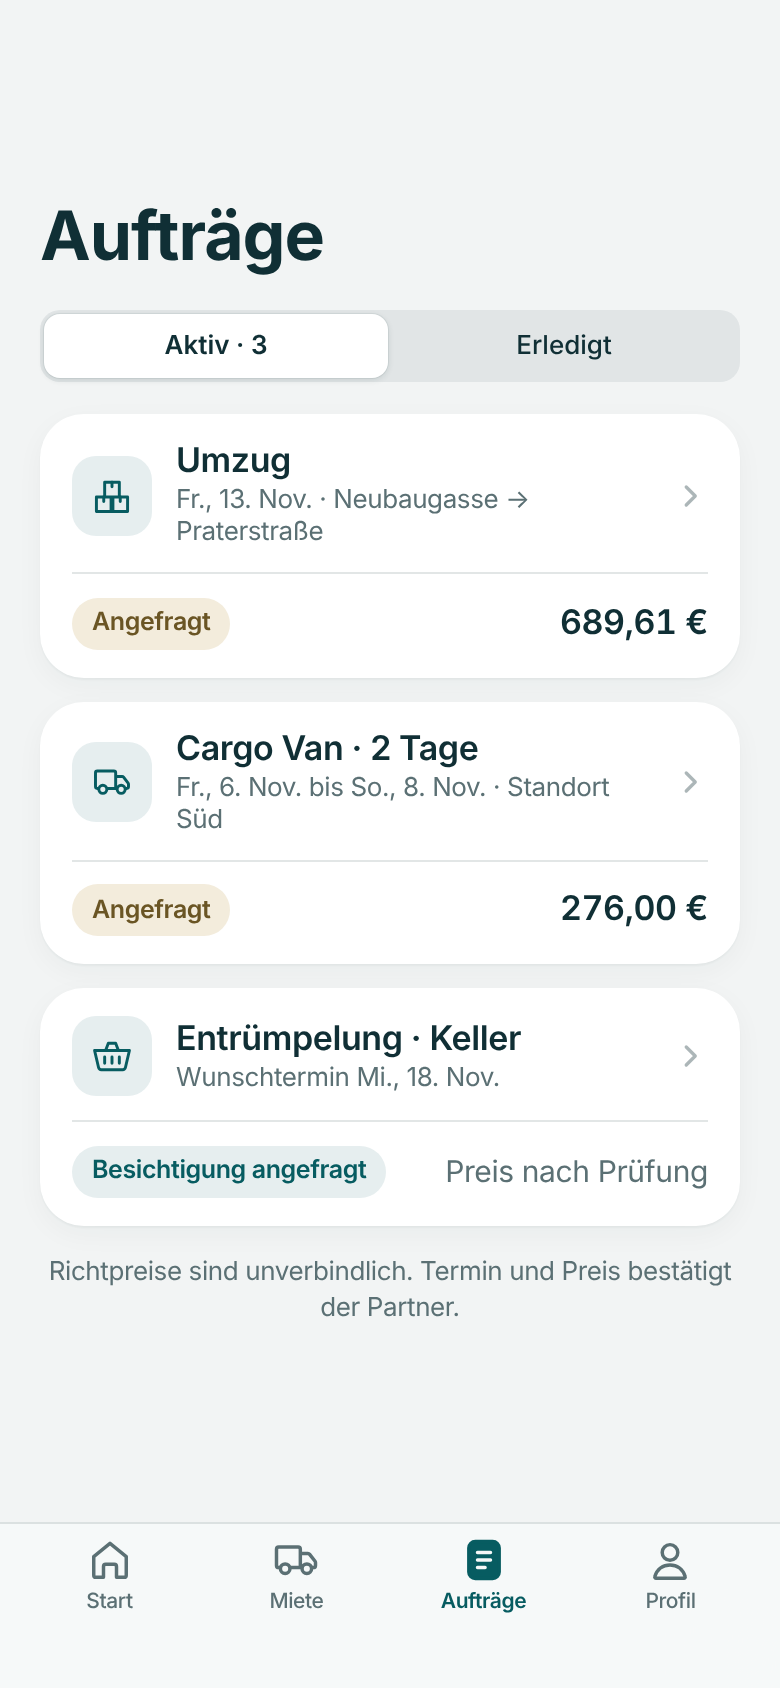 Aufträge
Aktiv · 3
Erledigt
Umzug
Fr., 13. Nov. · Neubaugasse →
Praterstraße
Angefragt
689,61 €
Cargo Van · 2 Tage
Fr., 6. Nov. bis So., 8. Nov. · Standort
Süd
Angefragt
276,00 €
Entrümpelung · Keller
Wunschtermin Mi., 18. Nov.
Besichtigung angefragt
Preis nach Prüfung
Richtpreise sind unverbindlich. Termin und Preis bestätigt
der Partner.
Start
Miete
Aufträge
Profil